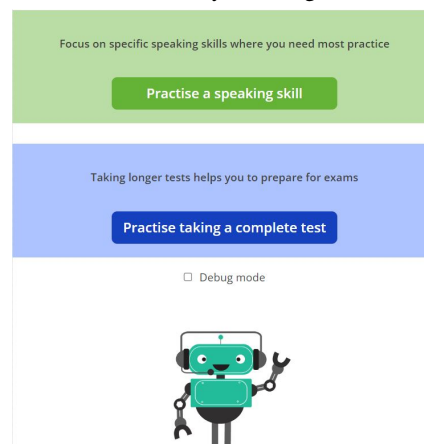 Focus on specific speaking skills where you need most practice
Practise a speaking skill
Taking longer tests helps you to prepare for exams
Practise taking a complete test
Debug mode